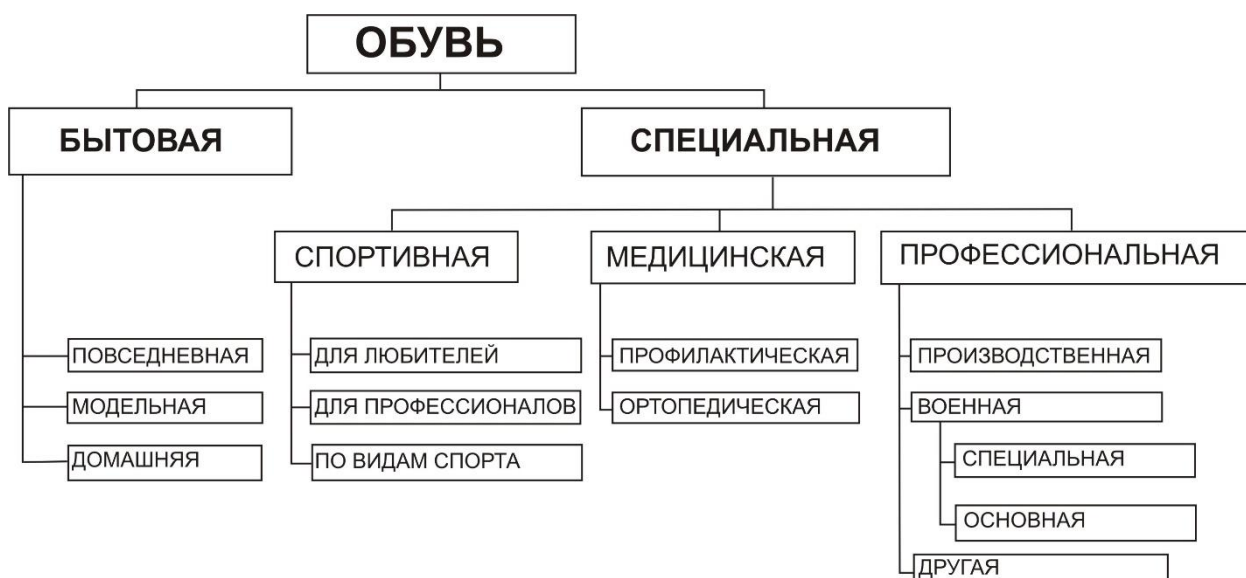 ОБУВЬ
БЫТОВАЯ
СПЕЦИАЛЬНАЯ
СПОРТИВНАЯ
МЕДИЦИНСКАЯ
ПРОФЕССИОНАЛЬНАЯ
ПОВСЕДНЕВНАЯ
МОДЕЛЬНАЯ
ДОМАШНЯЯ
ДЛЯ ЛЮБИТЕЛЕЙ
ДЛЯ ПРОФЕССИОНАЛОВ
ПО ВИДАМ СПОРТА
ПРОФИЛАКТИЧЕСКАЯ
ОРТОПЕДИЧЕСКАЯ
ПРОИЗВОДСТВЕННАЯ
ВОЕННАЯ
СПЕЦИАЛЬНАЯ
ОСНОВНАЯ
ДРУГАЯ